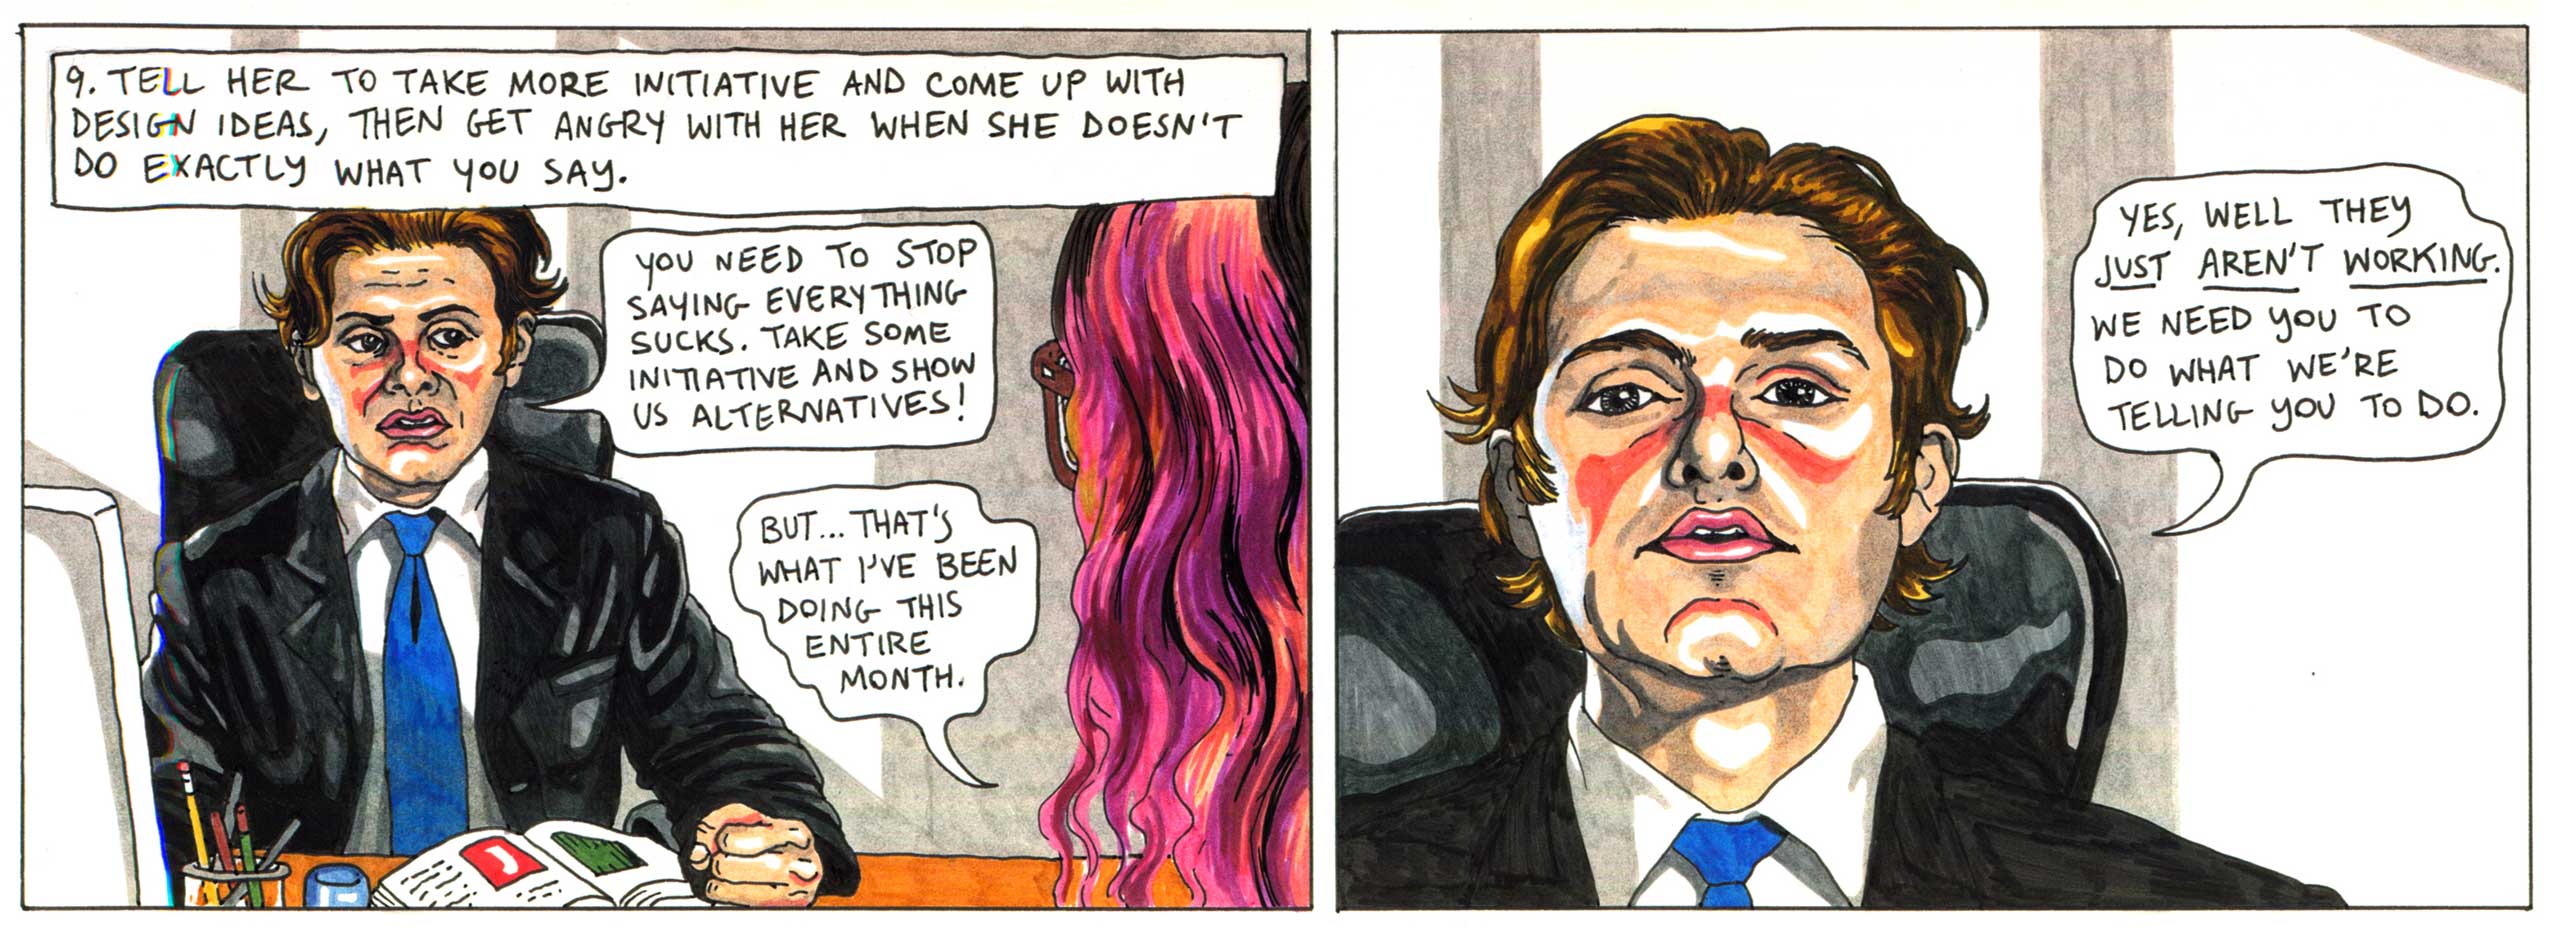 9. TELL HER TO TAKE MORE INITIATIVE AND COME UP WITH
DESIGN IDEAS, THEN GET ANGRY WITH HER WHEN SHE DOESN'T
DO EXACTLY WHAT YOU SAY.
YOU NEED TO STOP
SAYING EVERYTHING
SUCKS. TAKE SOME
INITIATIVE AND SHOW
US ALTERNATIVES!
BUT... THAT'S
WHAT I'VE BEEN
DOING THIS
ENTIRE
MONTH.
YES, WELL THEY
JUST AREN'T WORKING.
WE NEED YOU TO
DO WHAT WE'RE
TELLING YOU TO DO.